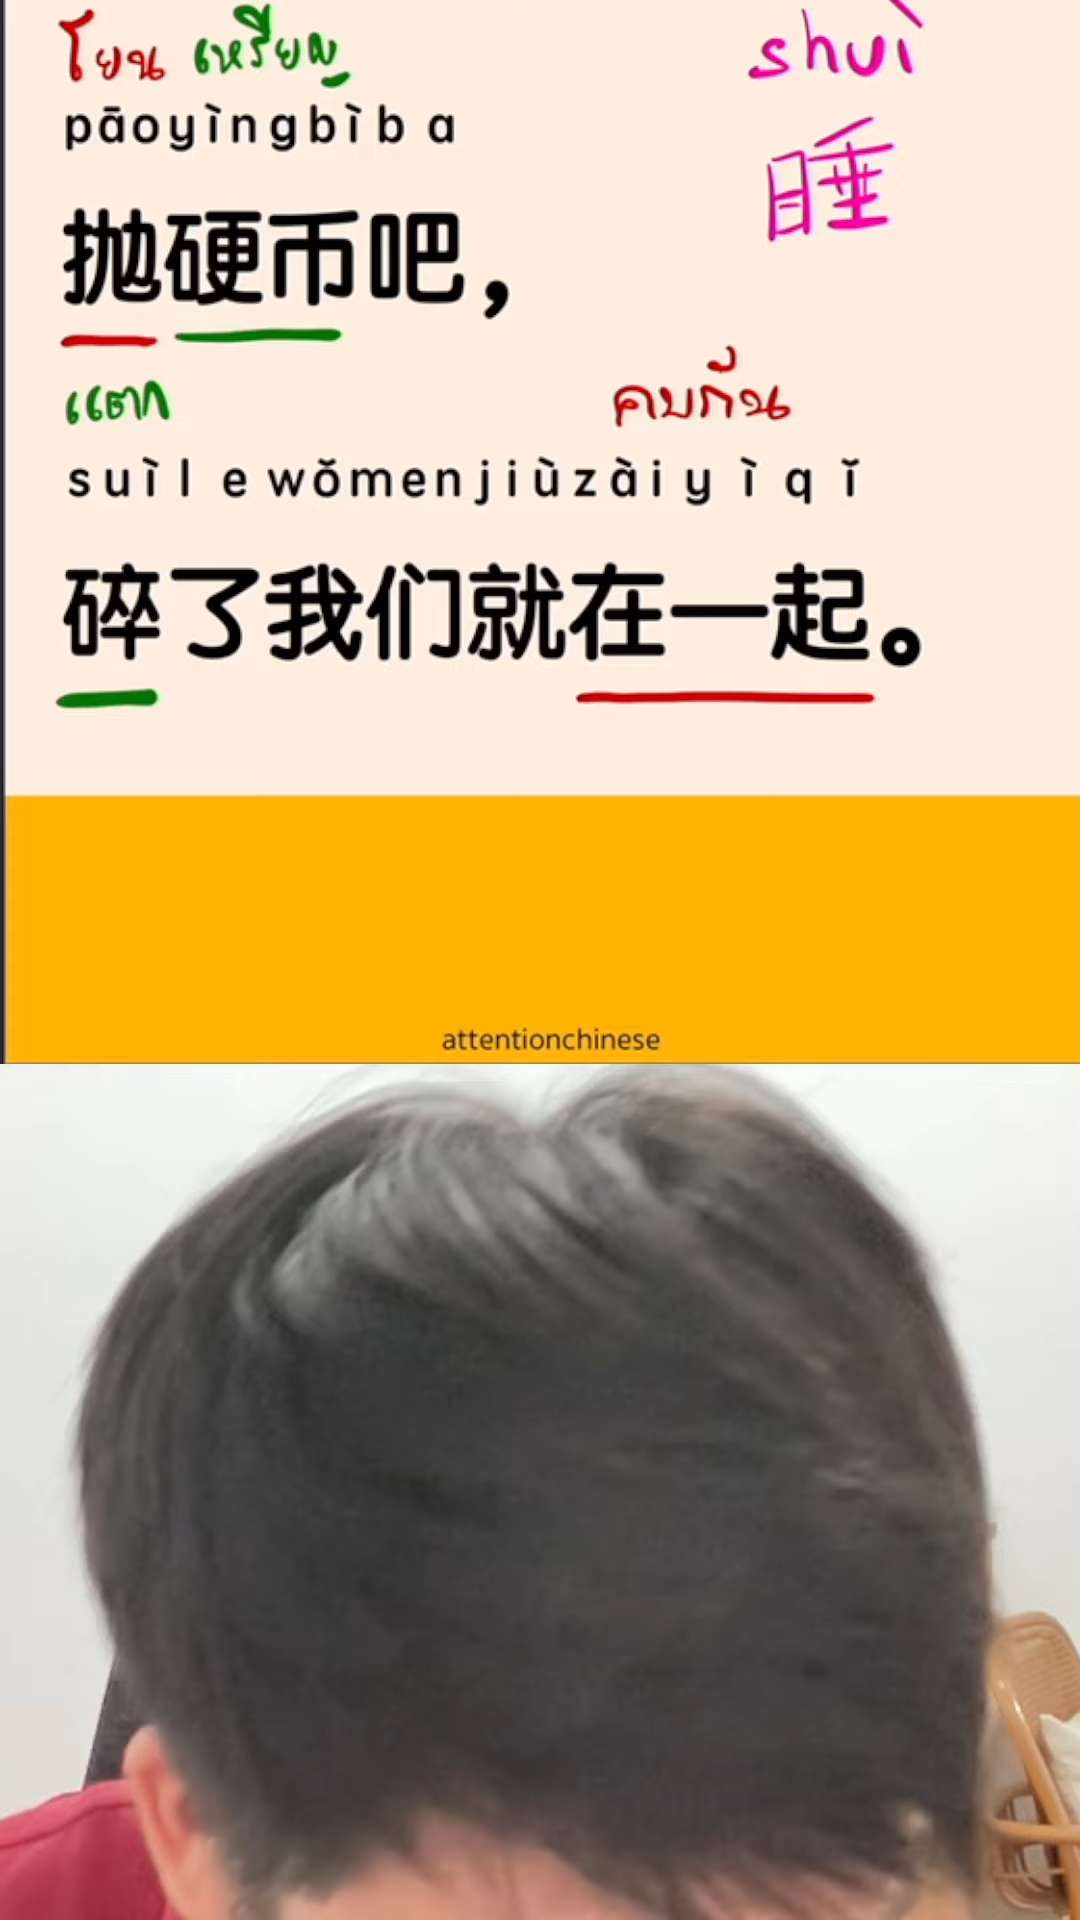 โยน เหรียญ
shuì
pāoyìngbì b a
睡
抛硬币吧，
แตก
คบกัน
suì l e wǒmenjiùzài y ì q ǐ
碎了我们就在一起。
attentionchinese